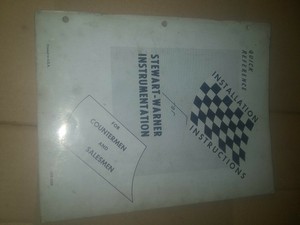 QUICK
REFERENCE
INSTALLATION
INSTRUCTIONS
STEWART-WARNER
INSTRUMENTATION
FOR
COUNTERMEN
AND
SALESMEN